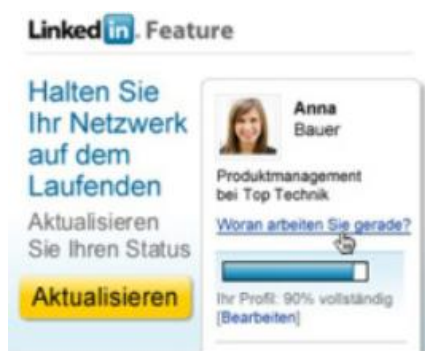 Linked in. Feature
Halten Sie
Ihr Netzwerk
auf dem
Laufenden
Aktualisieren
Sie Ihren Status
Aktualisieren
Anna
Bauer
Produktmanagement
bei Top Technik
Woran arbeiten Sie gerade?
Ihr Profil: 90% vollständig
[Bearbeiten]